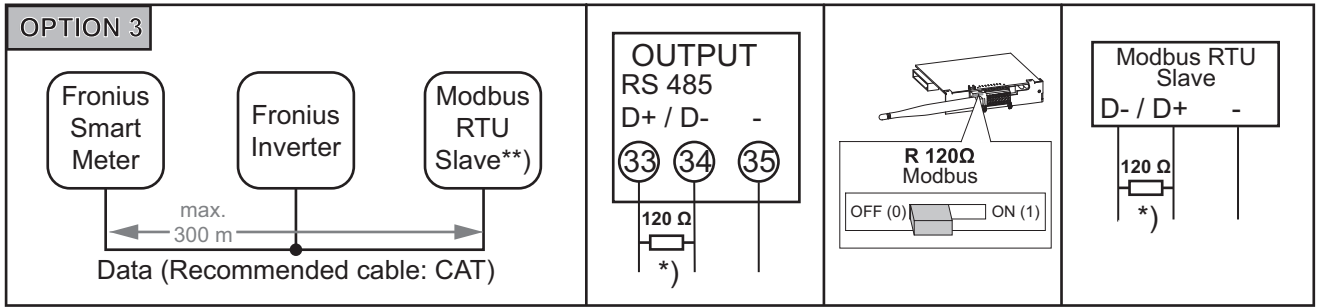 OPTION 3
Fronius
Smart
Meter
Fronius
Inverter
Modbus
RTU
Slave**)
max.
300 m
Data (Recommended cable: CAT)
OUTPUT
RS 485
D+ / D- -
33 34 35
120 Ω
*)
R 120Ω
Modbus
OFF (0) ON (1)
Modbus RTU
Slave
D- / D+ -
120 Ω
*)